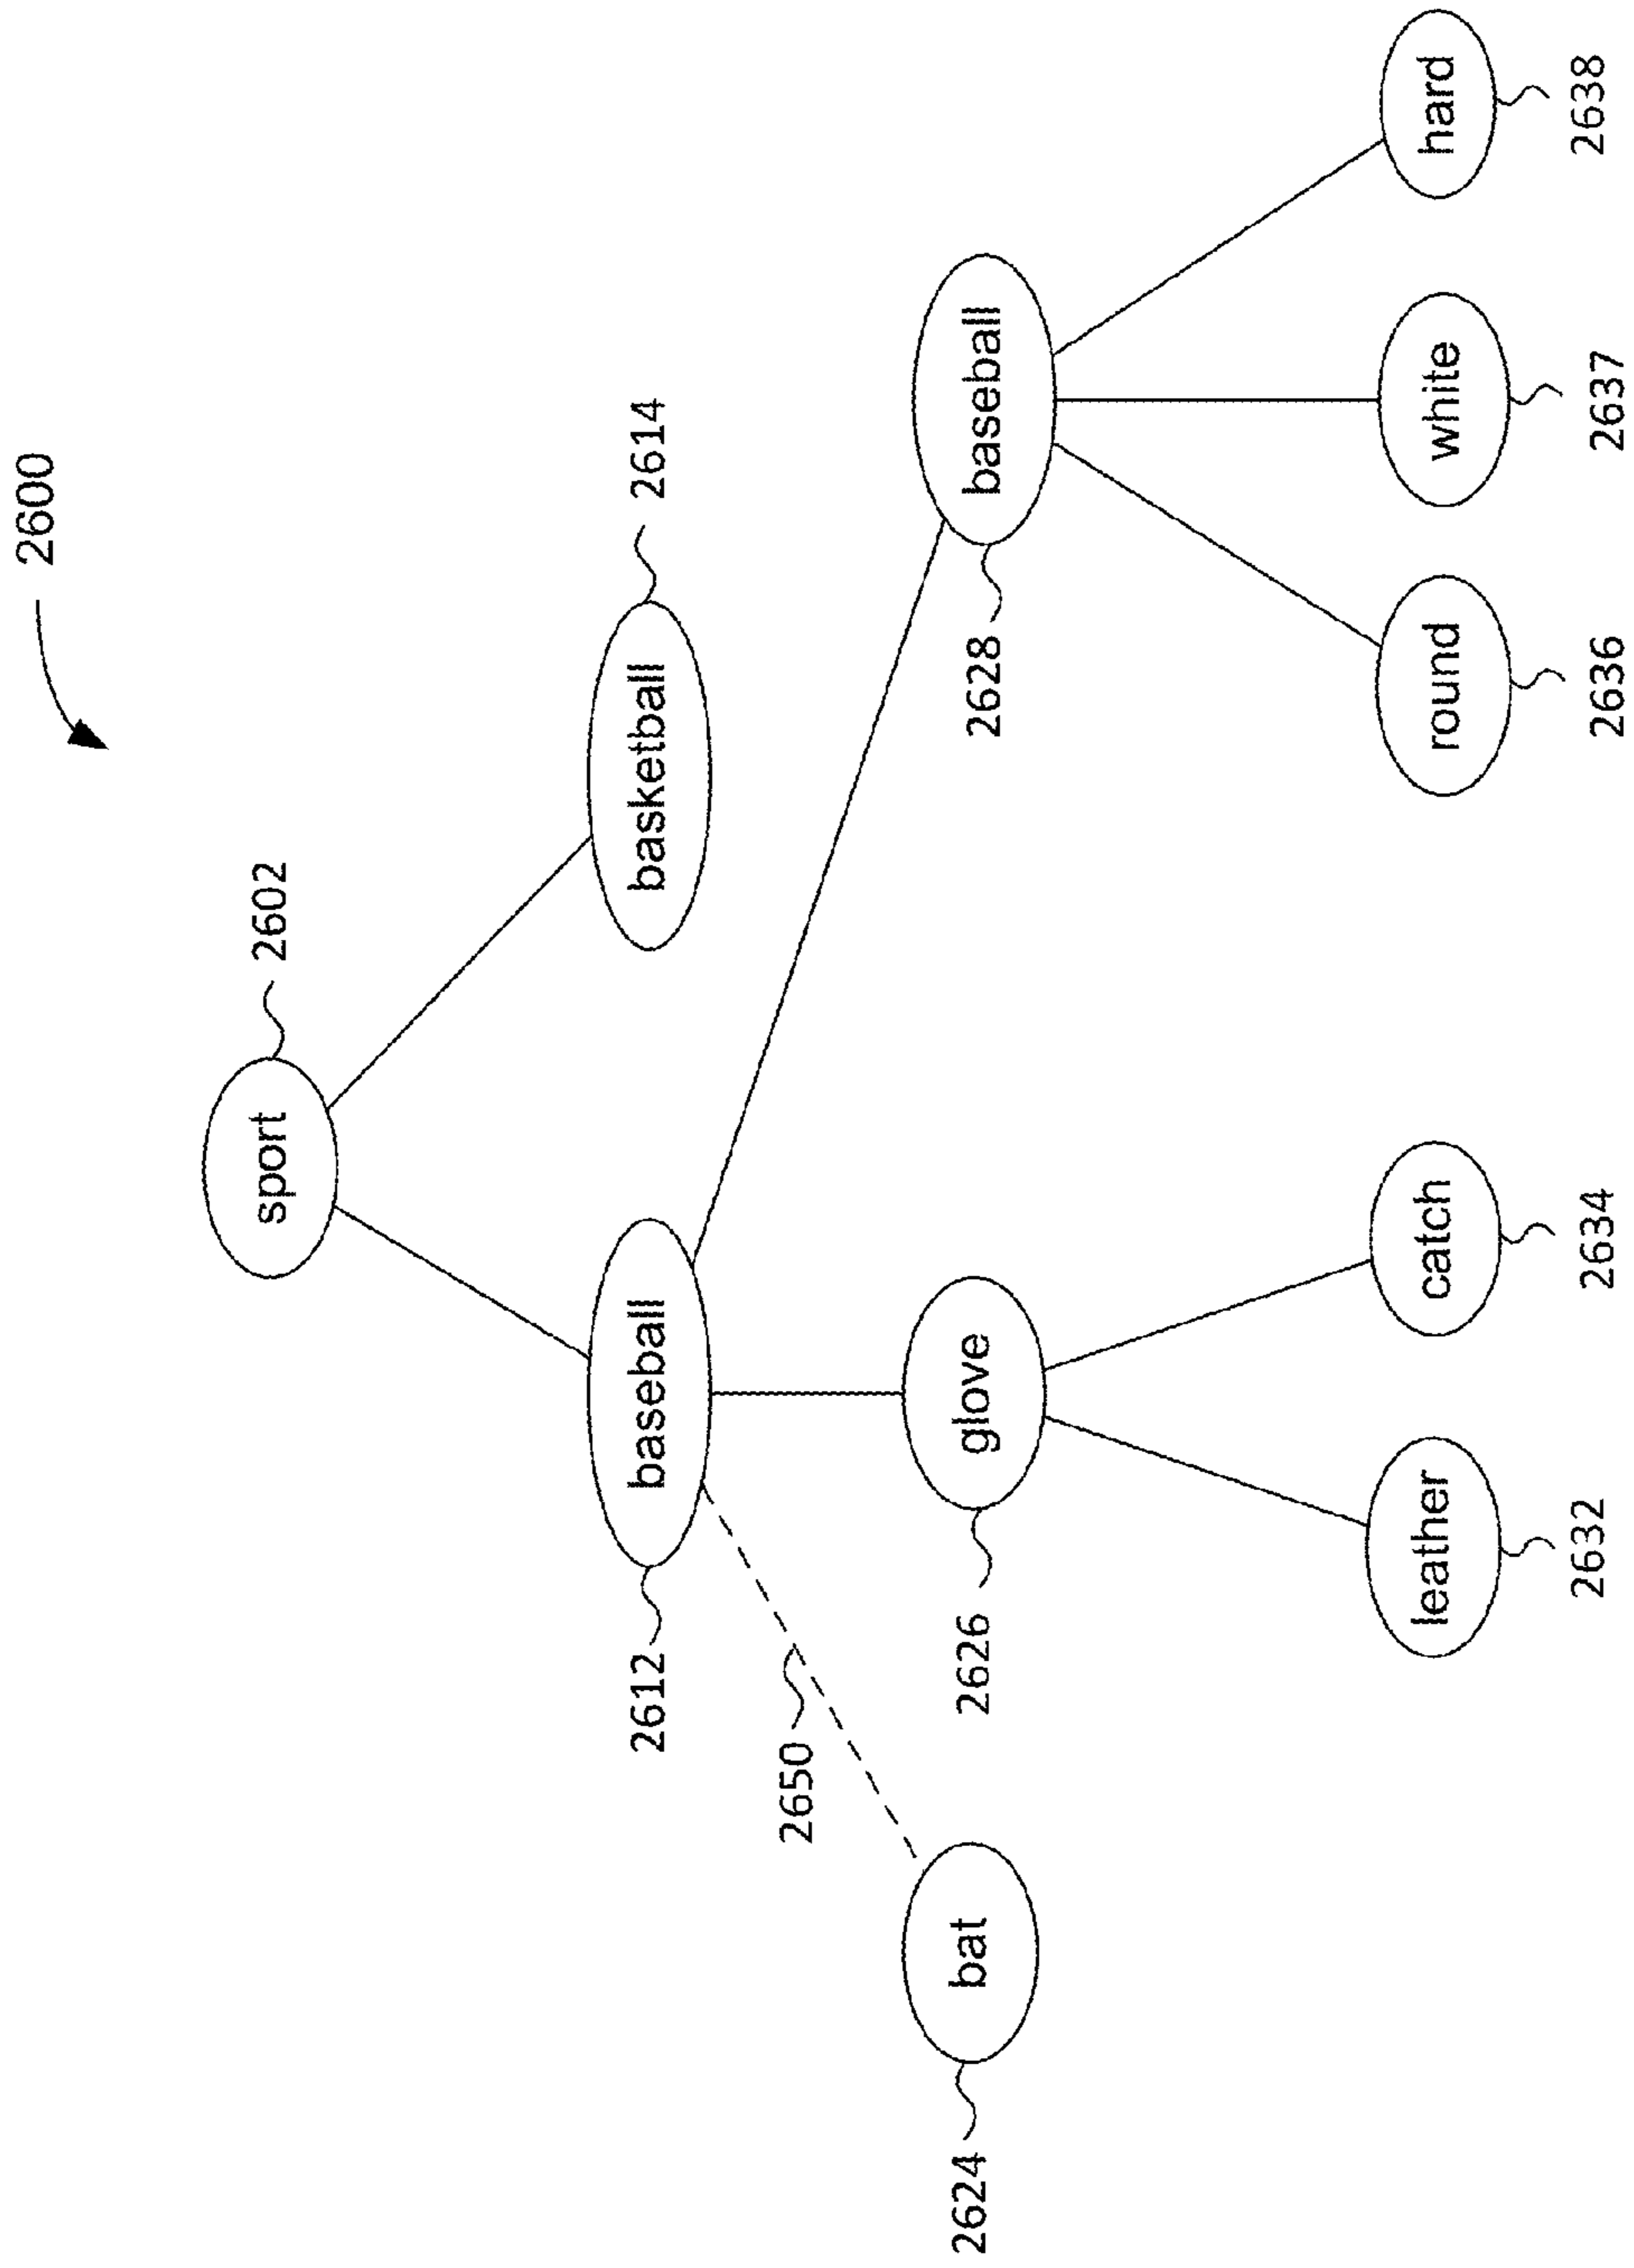 2600
sport
2602
2612
baseball
basketball
2614
2650
2624
bat
2626
glove
2628
baseball
leather
catch
round
white
hard
2632
2634
2636
2637
2638